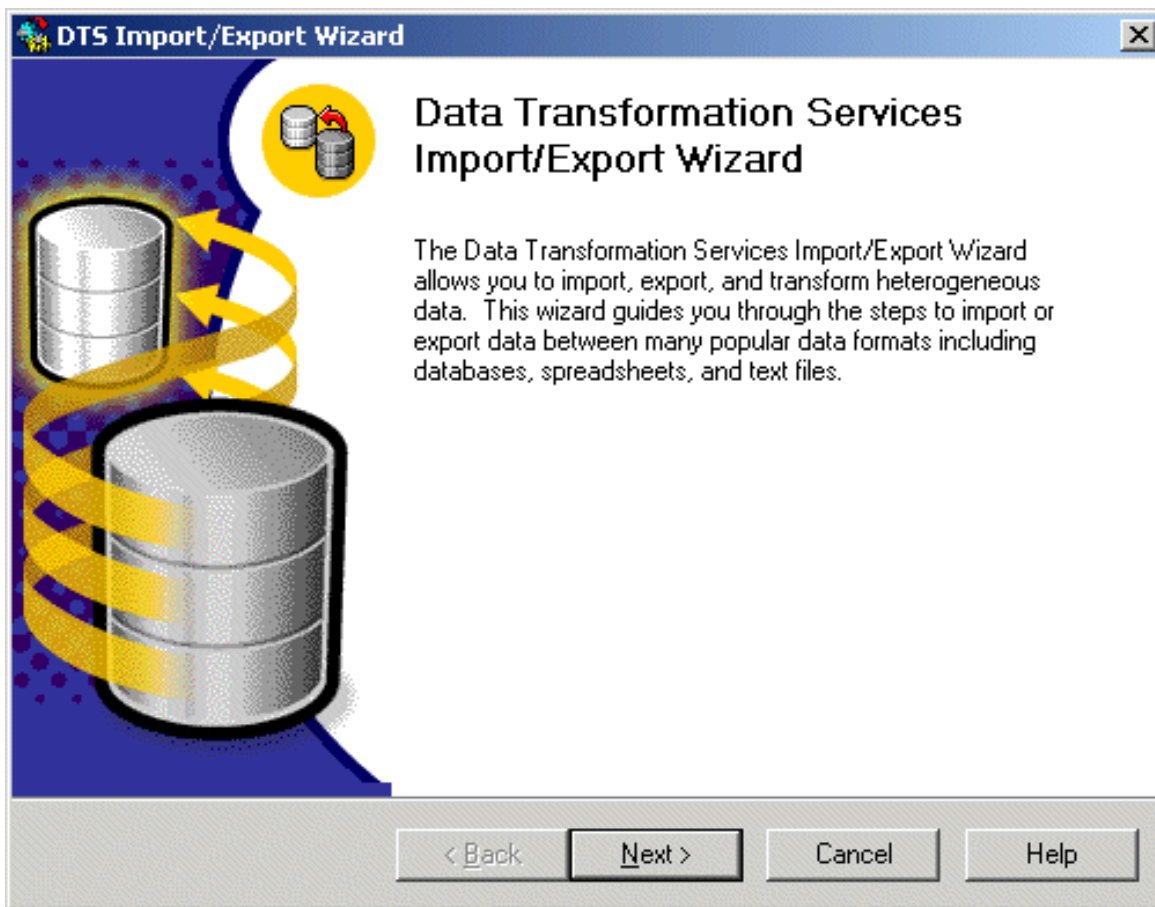 DTS Import/Export Wizard
Data Transformation Services
Import/Export Wizard
The Data Transformation Services Import/Export Wizard
allows you to import, export, and transform heterogeneous
data.  This wizard guides you through the steps to import or
export data between many popular data formats including
databases, spreadsheets, and text files.
< Back
Next >
Cancel
Help